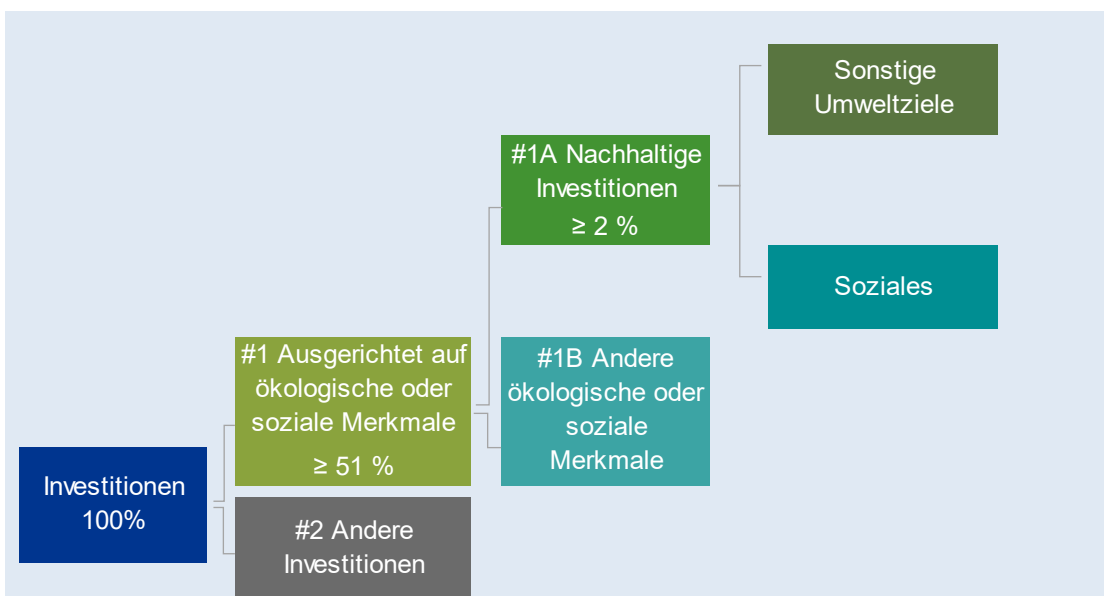 Investitionen
100%
#1 Ausgerichtet auf
ökologische oder
soziale Merkmale
≥ 51 %
#2 Andere
Investitionen
#1A Nachhaltige
Investitionen
≥ 2 %
#1B Andere
ökologische oder
soziale
Merkmale
Sonstige
Umweltziele
Soziales